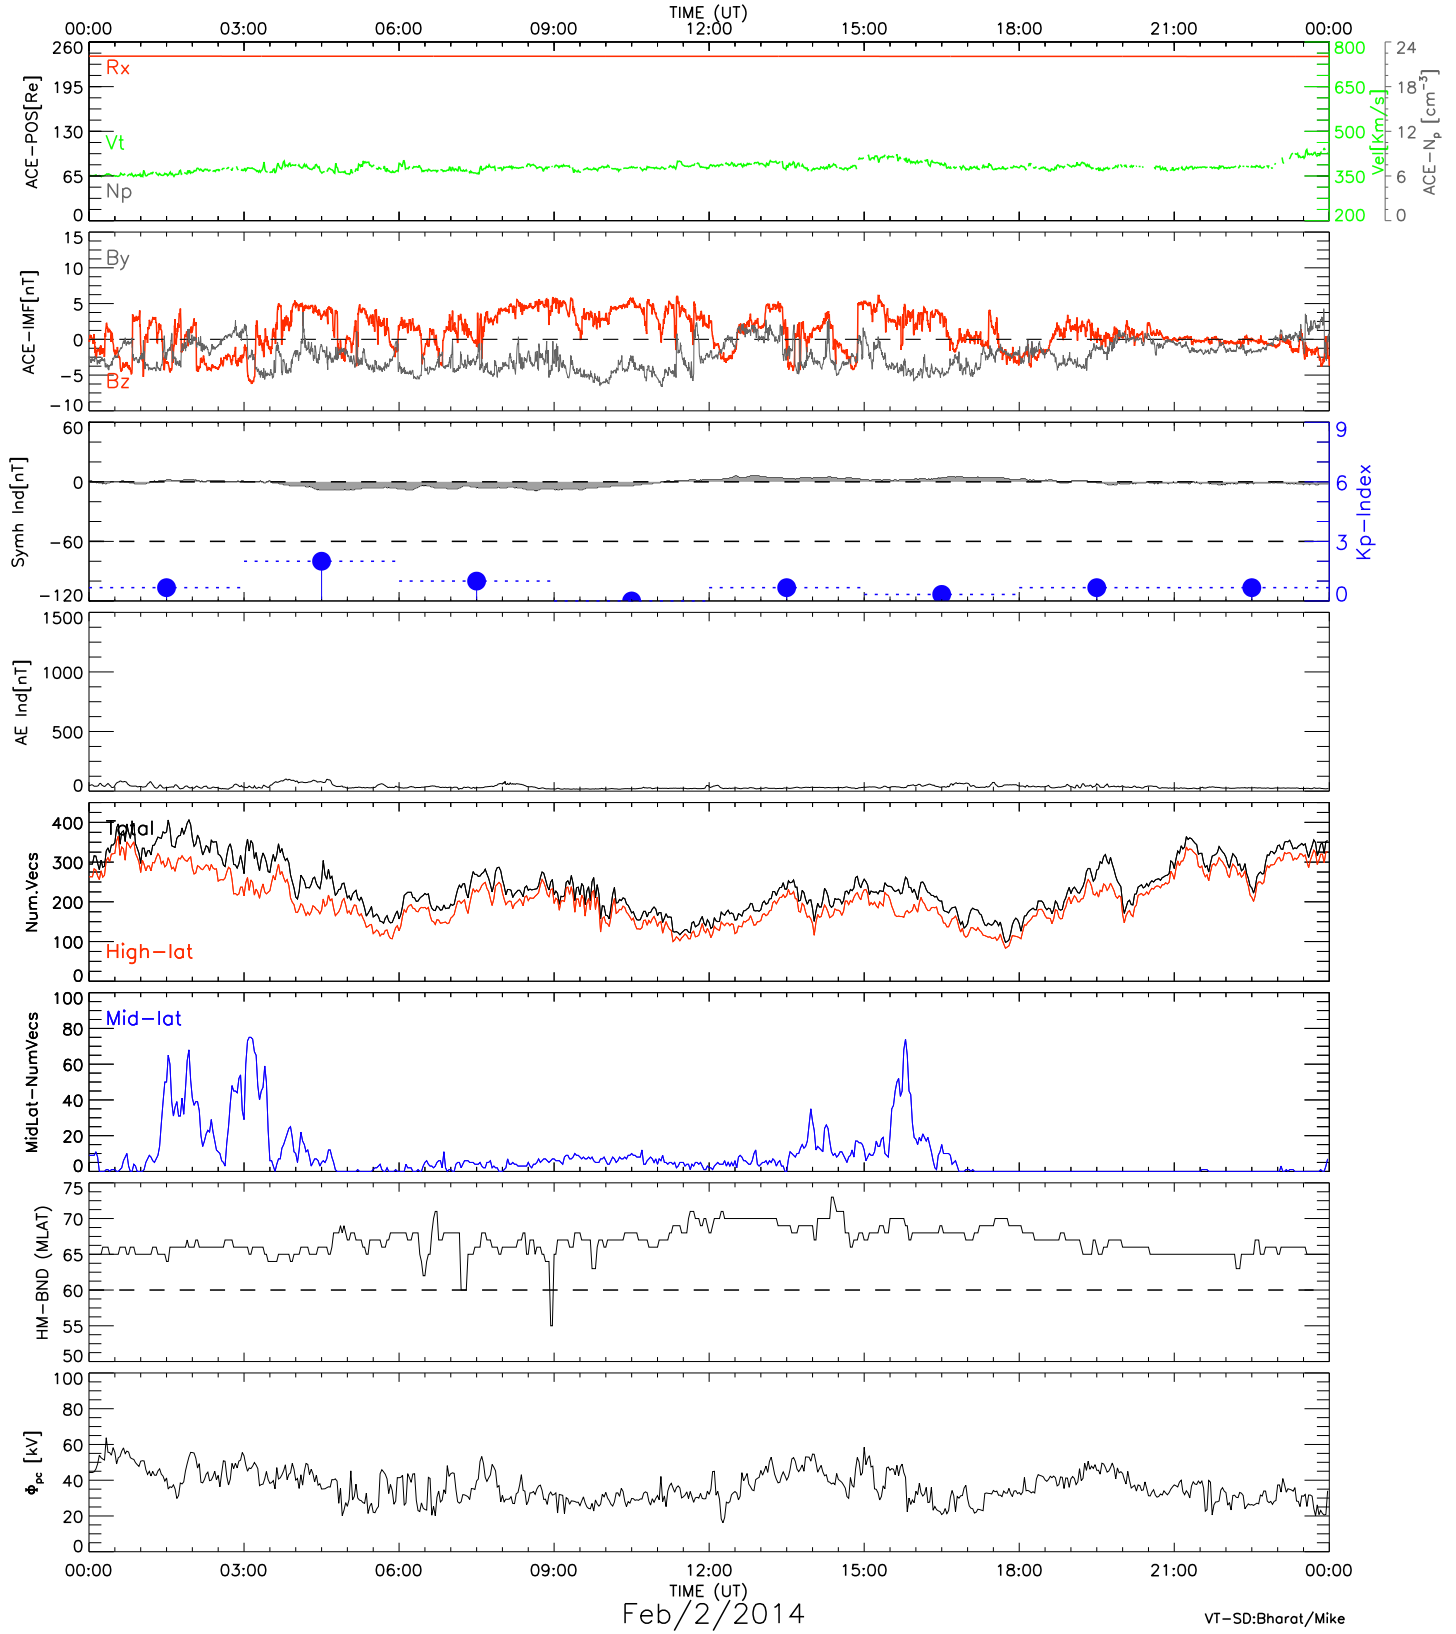 TIME (UT)
00:00 03:00 06:00 09:00 12:00 15:00 18:00 21:00 00:00
ACE-POS[Re]
260
195
130
65
0
Rx
Vt
Np
800
650
500
350
200
Vel[Km/s]
24
18
12
6
0
ACE-Np [cm⁻³]
ACE-IMF[nT]
15
10
5
0
-5
-10
By
Bz
Symh Ind[nT]
60
0
-60
-120
9
6
3
0
Kp-Index
AE Ind[nT]
1500
1000
500
0
Num.Vecs
400
300
200
100
0
Total
High-lat
MidLat-NumVecs
100
80
60
40
20
0
Mid-lat
HM-BND (MLAT)
75
70
65
60
55
50
Φpc [kV]
100
80
60
40
20
0
00:00 03:00 06:00 09:00 12:00 15:00 18:00 21:00 00:00
TIME (UT)
Feb/2/2014
VT-SD:Bharat/Mike